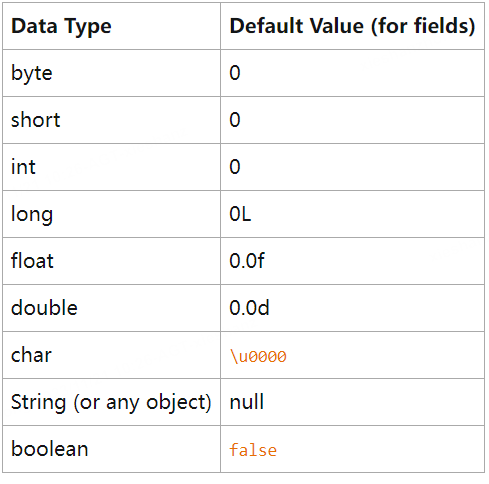 Data Type Default Value (for fields)
byte 0
short 0
int 0
long 0L
float 0.0f
double 0.0d
char \u0000
String (or any object) null
boolean false